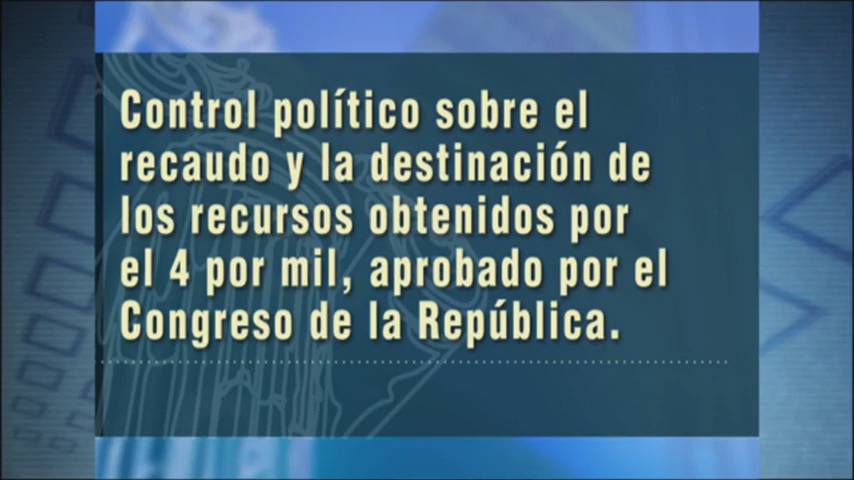 Control político sobre el
recaudo y la destinación de
los recursos obtenidos por
el 4 por mil, aprobado por el
Congreso de la República.